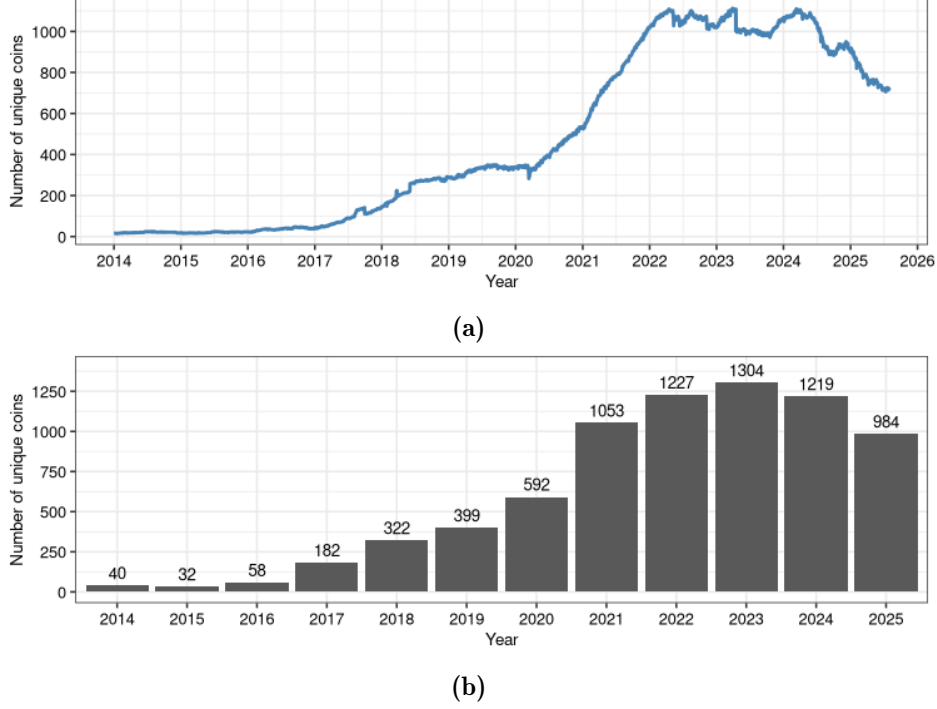 Number of unique coins
1000
800
600
400
200
0
2014 2015 2016 2017 2018 2019 2020 2021 2022 2023 2024 2025 2026
Year
(a)
Number of unique coins
1250
1000
750
500
250
0
40 32 58 182 322 399 592 1053 1227 1304 1219 984
2014 2015 2016 2017 2018 2019 2020 2021 2022 2023 2024 2025
Year
(b)